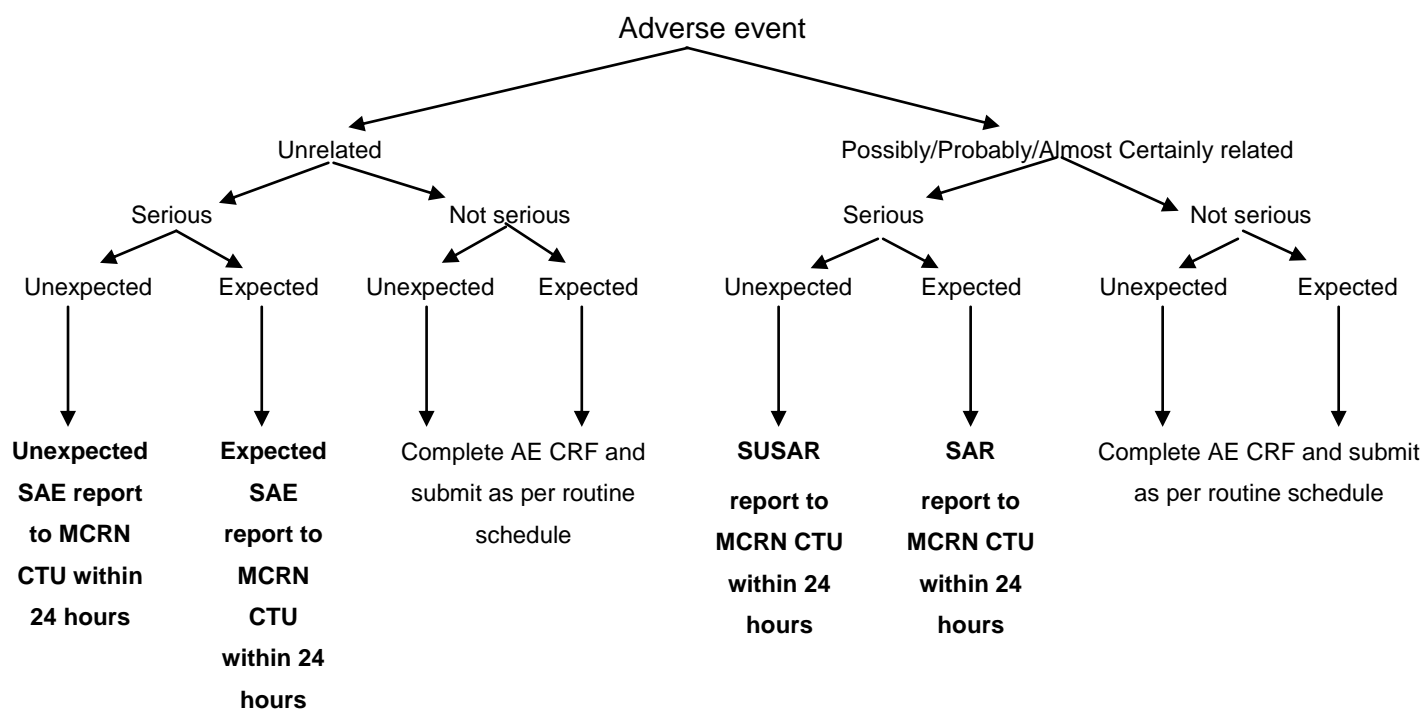 Adverse event
Unrelated
Possibly/Probably/Almost Certainly related
Serious
Not serious
Serious
Not serious
Unexpected
Expected
Unexpected
Expected
Unexpected
Expected
Unexpected
Expected
Unexpected
SAE report
to MCRN
CTU within
24 hours
Expected
SAE
report to
MCRN
CTU
within 24
hours
Complete AE CRF and
submit as per routine
schedule
SUSAR
report to
MCRN CTU
within 24
hours
SAR
report to
MCRN CTU
within 24
hours
Complete AE CRF and submit
as per routine schedule